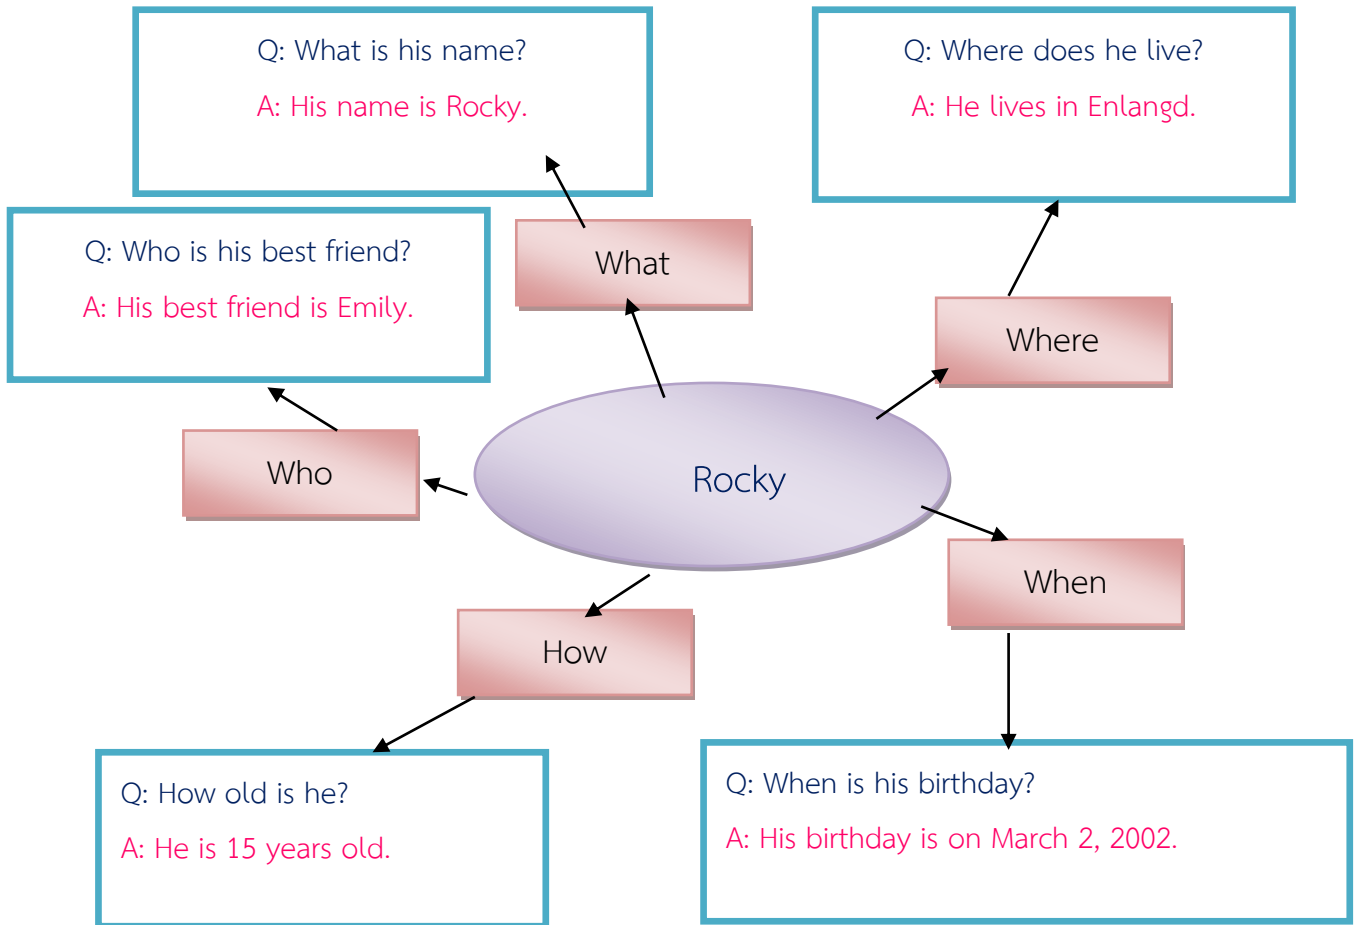 Q: What is his name?
A: His name is Rocky.
Q: Where does he live?
A: He lives in Enlangd.
Q: Who is his best friend?
A: His best friend is Emily.
What
Where
Who
Rocky
When
How
Q: How old is he?
A: He is 15 years old.
Q: When is his birthday?
A: His birthday is on March 2, 2002.